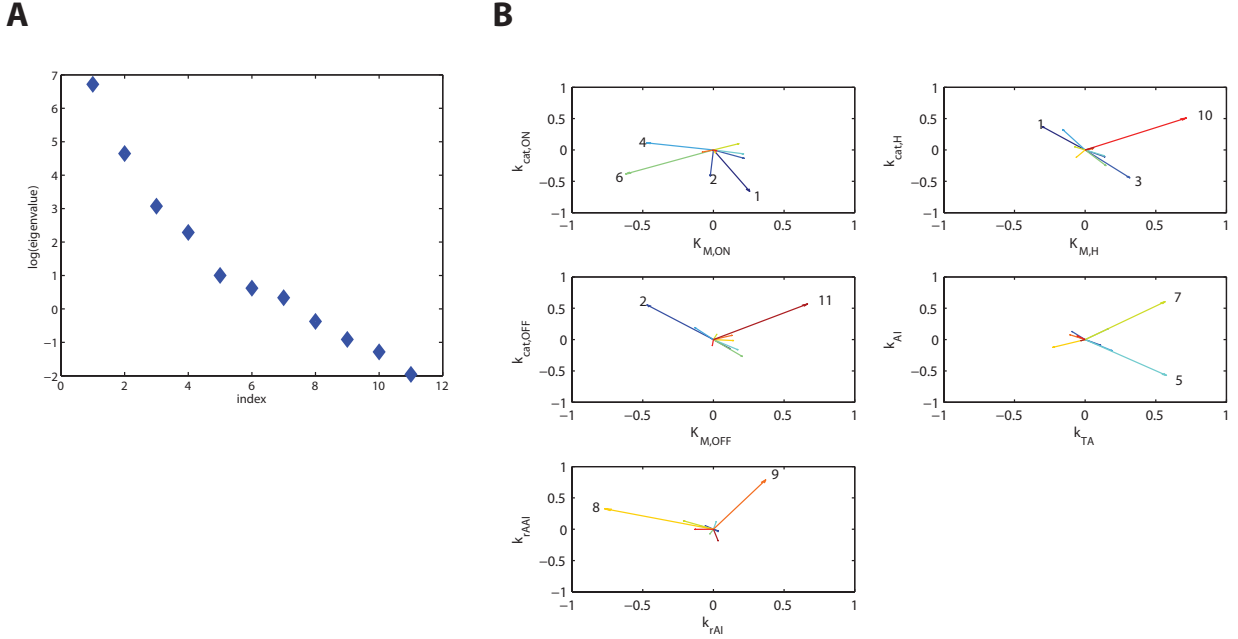 A
B
7
6
5
4
3
2
1
0
−1
−2
0 2 4 6 8 10 12
log(eigenvalue)
index
1
0.5
0
−0.5
−1
−1 −0.5 0 0.5 1
k_cat,ON
K_M,ON
4
6
2
1
1
0.5
0
−0.5
−1
−1 −0.5 0 0.5 1
k_cat,H
K_M,H
1
10
3
1
0.5
0
−0.5
−1
−1 −0.5 0 0.5 1
k_cat,OFF
K_M,OFF
2
11
1
0.5
0
−0.5
−1
−1 −0.5 0 0.5 1
k_AI
k_TA
7
5
1
0.5
0
−0.5
−1
−1 −0.5 0 0.5 1
k_rAAI
k_rAI
8
9